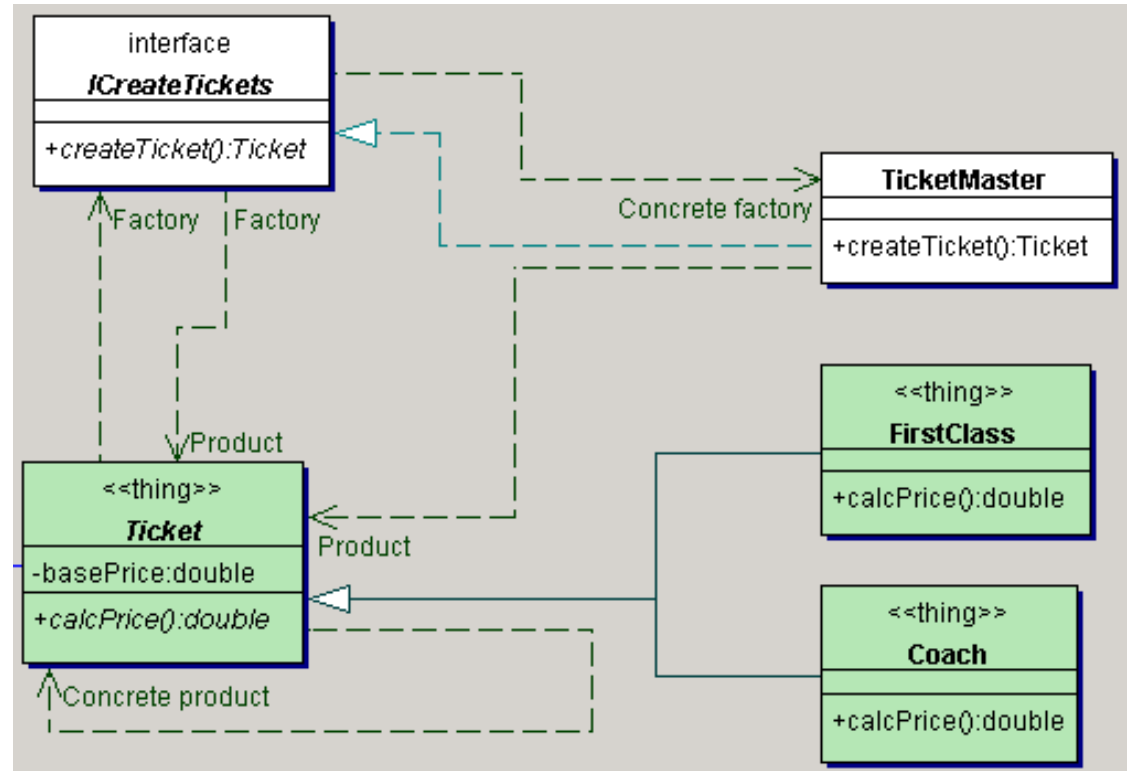 interface
ICreateTickets
+createTicket():Ticket
TicketMaster
+createTicket():Ticket
Concrete factory
Factory
Factory
Product
<<thing>>
Ticket
-basePrice:double
+calcPrice():double
Product
Concrete product
<<thing>>
FirstClass
+calcPrice():double
<<thing>>
Coach
+calcPrice():double